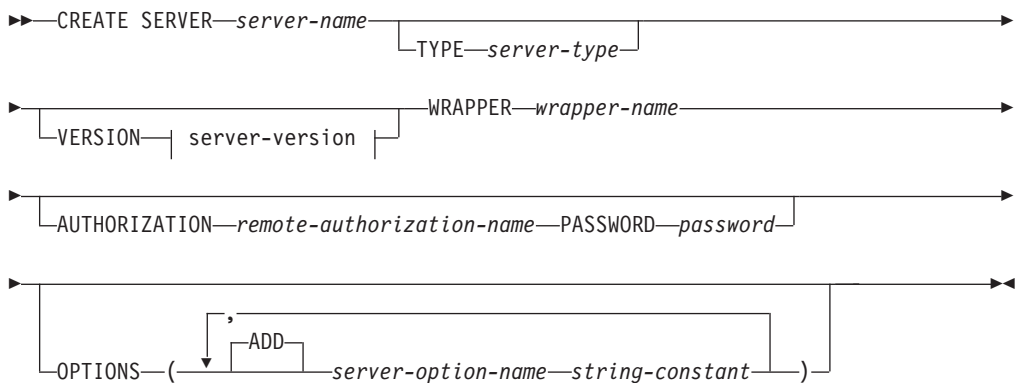 CREATE SERVER server-name
TYPE server-type
WRAPPER wrapper-name
VERSION server-version
AUTHORIZATION remote-authorization-name PASSWORD password
,
ADD
OPTIONS ( server-option-name string-constant )